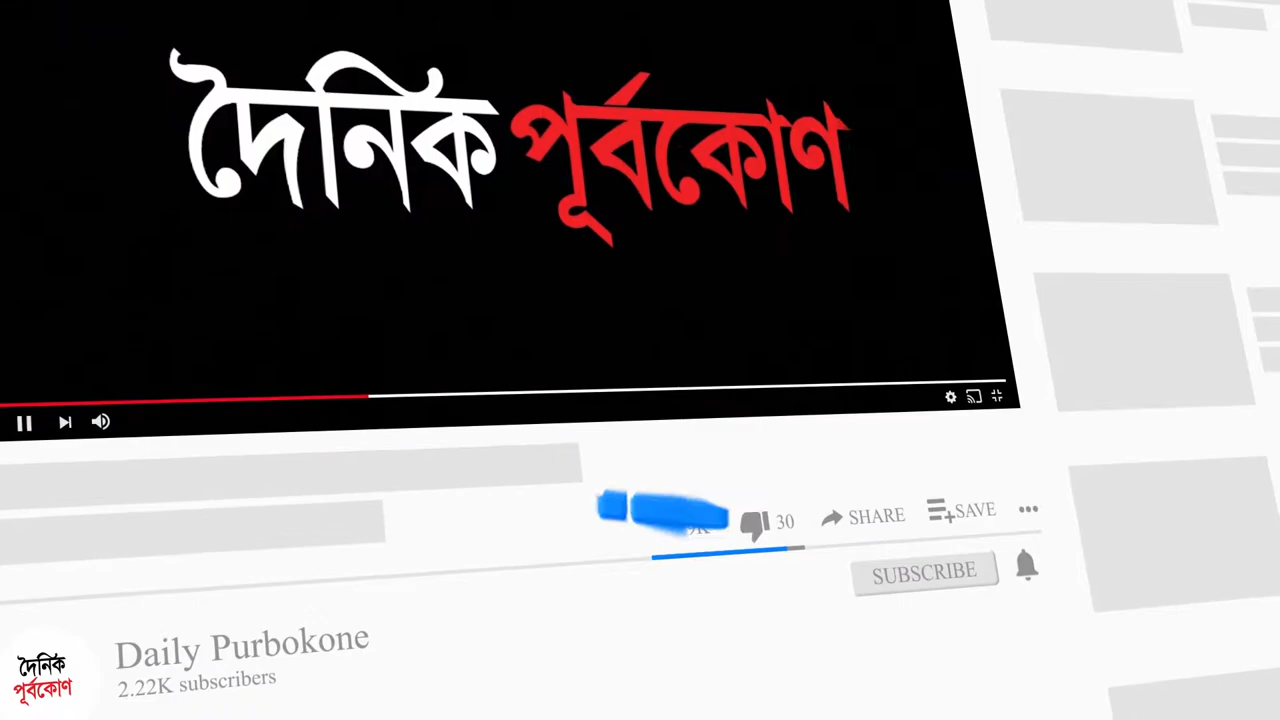 দৈনিক পূর্বকোণ
30 SHARE SAVE
SUBSCRIBE
Daily Purbokone
2.22K subscribers
দৈনিক
পূর্বকোণ